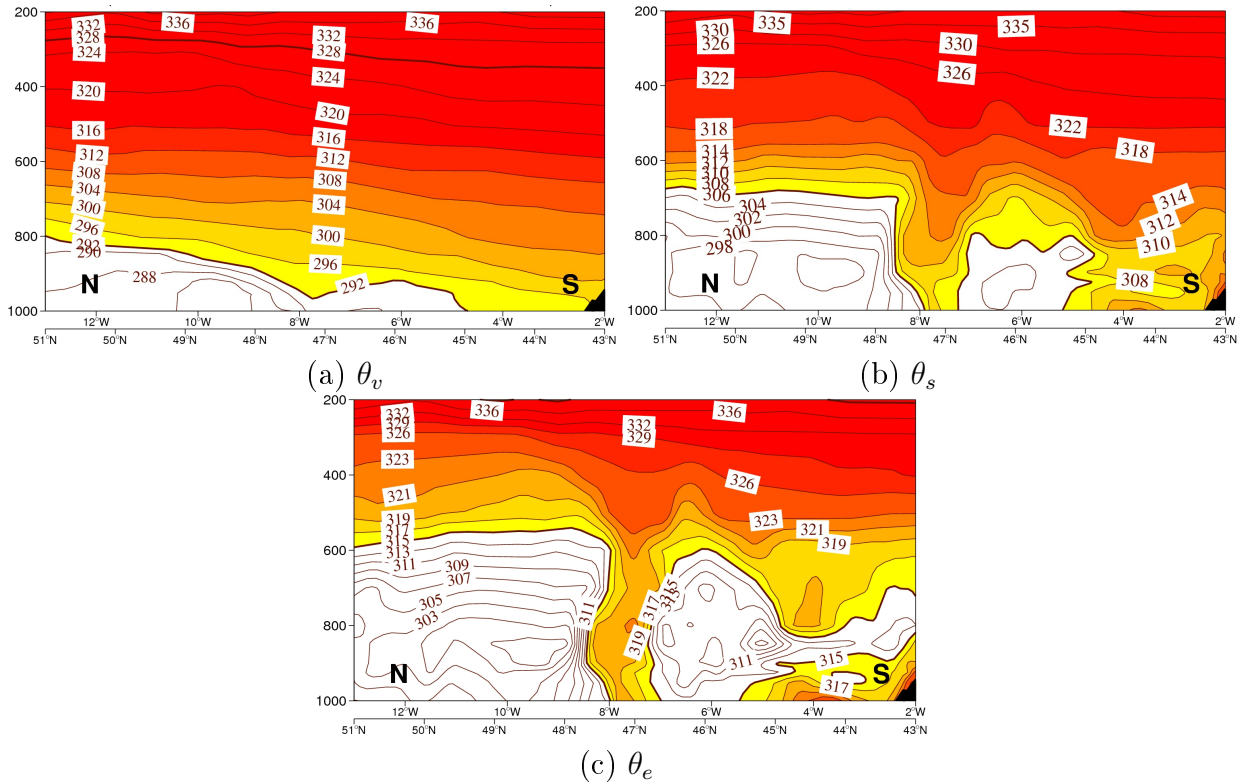 200
400
600
800
1000
332
328
324
320
316
312
308
304
300
296
292
290
288
336
332
328
324
320
316
312
308
304
300
296
292
336
N
S
12°W
10°W
8°W
6°W
4°W
2°W
51°N
50°N
49°N
48°N
47°N
46°N
45°N
44°N
43°N
(a) θv
200
400
600
800
1000
330
326
322
318
314
312
310
308
306
304
302
300
298
335
330
326
335
322
318
314
312
310
308
N
S
12°W
10°W
8°W
6°W
4°W
2°W
51°N
50°N
49°N
48°N
47°N
46°N
45°N
44°N
43°N
(b) θs
200
400
600
800
1000
332
329
326
323
321
319
317
315
313
311
309
307
305
303
336
332
329
336
326
323
321
319
311
317
319
315
313
311
315
317
N
S
12°W
10°W
8°W
6°W
4°W
2°W
51°N
50°N
49°N
48°N
47°N
46°N
45°N
44°N
43°N
(c) θe